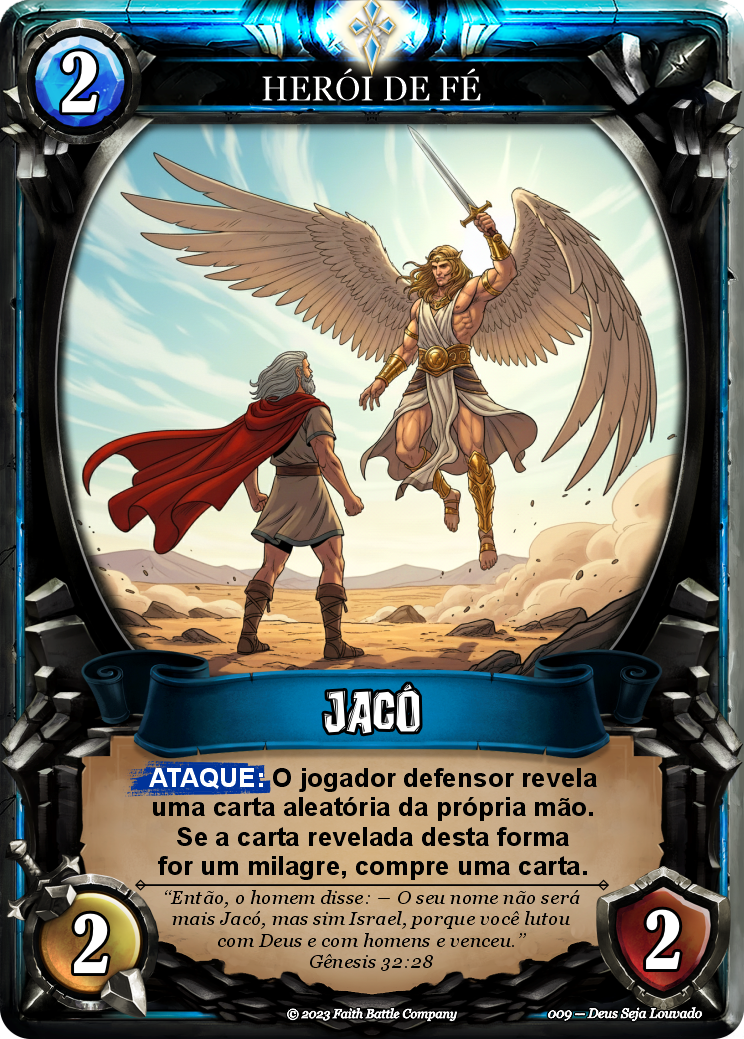 2
HERÓI DE FÉ
JACÓ
ATAQUE: O jogador defensor revela
uma carta aleatória da própria mão.
Se a carta revelada desta forma
for um milagre, compre uma carta.
“Então, o homem disse: — O seu nome não será
mais Jacó, mas sim Israel, porque você lutou
com Deus e com homens e venceu.”
Gênesis 32:28
2
2
© 2023 Faith Battle Company
009 — Deus Seja Louvado